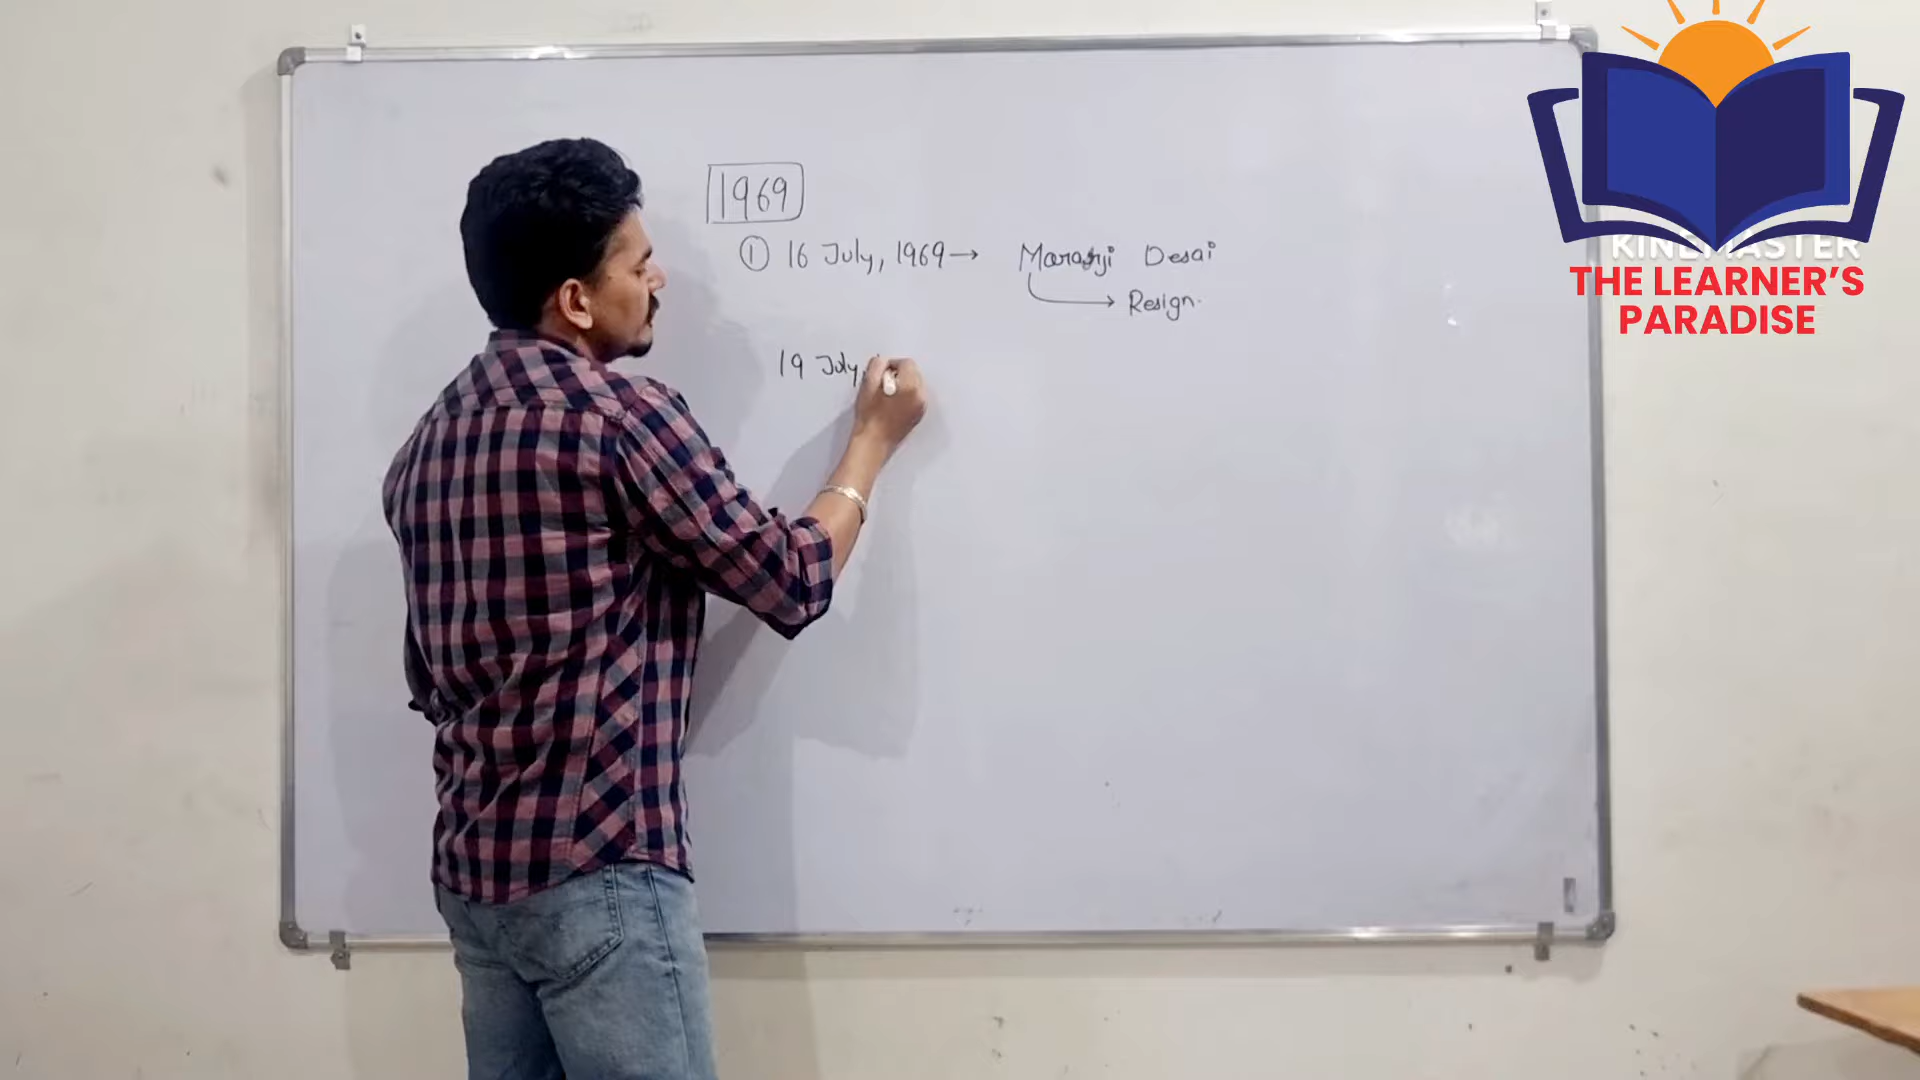 1969
① 16 July, 1969 → Morarji Desai
→ Resign.
19 July,
KINEMASTER
THE LEARNER'S
PARADISE